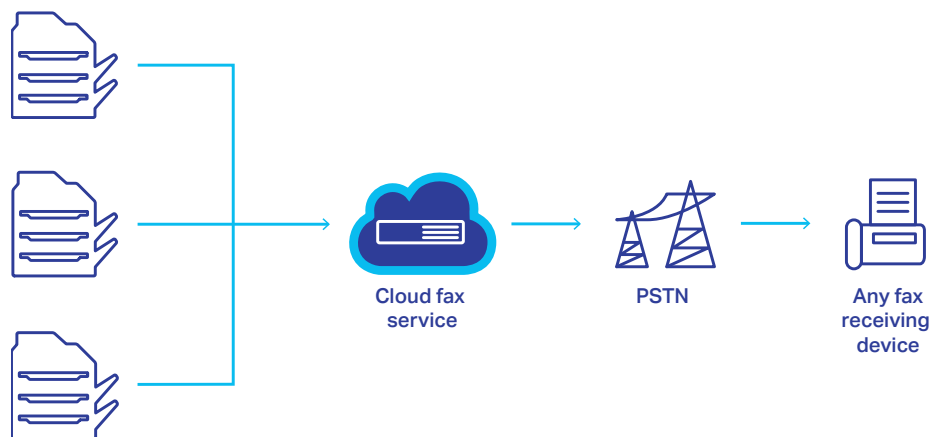 Cloud fax
service
PSTN
Any fax
receiving
device